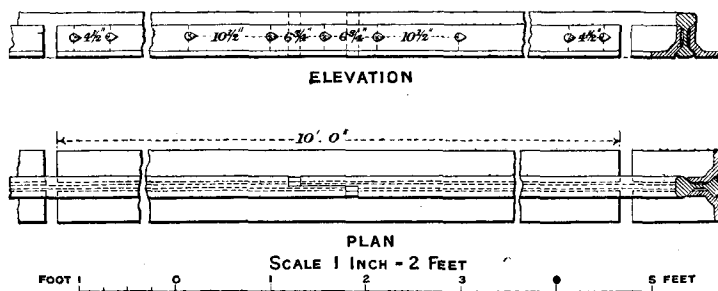 4½" 10½" 6¾" 6¾" 10½" 4½"
ELEVATION
10'. 0"
PLAN
SCALE 1 INCH - 2 FEET
FOOT 1 0 1 2 3 5 FEET